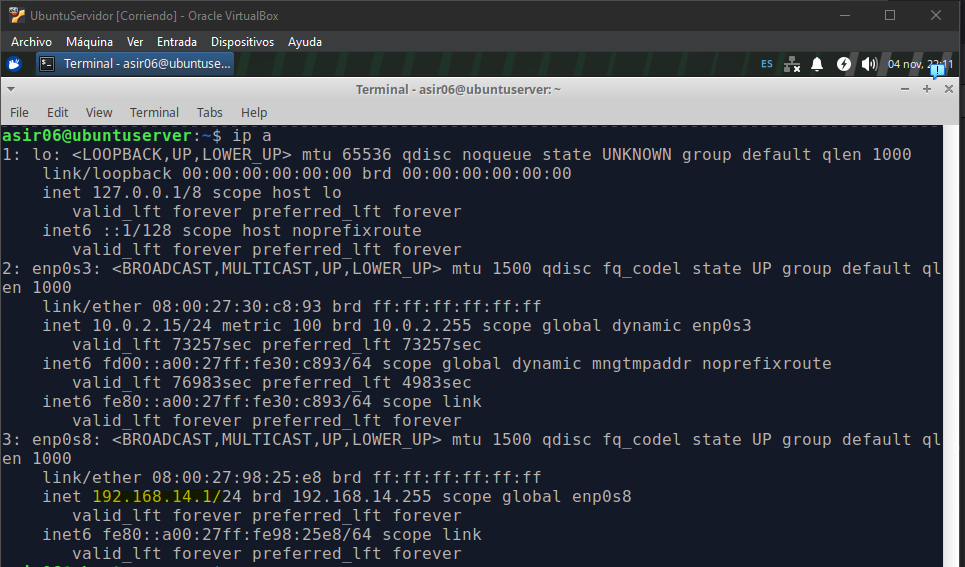 UbuntuServidor [Corriendo] - Oracle VirtualBox
Archivo Máquina Ver Entrada Dispositivos Ayuda
Terminal - asir06@ubuntuse... ES 04 nov, 22:11
Terminal - asir06@ubuntuserver: ~
File Edit View Terminal Tabs Help
asir06@ubuntuserver:~$ ip a
1: lo: <LOOPBACK,UP,LOWER_UP> mtu 65536 qdisc noqueue state UNKNOWN group default qlen 1000
link/loopback 00:00:00:00:00:00 brd 00:00:00:00:00:00
inet 127.0.0.1/8 scope host lo
valid_lft forever preferred_lft forever
inet6 ::1/128 scope host noprefixroute
valid_lft forever preferred_lft forever
2: enp0s3: <BROADCAST,MULTICAST,UP,LOWER_UP> mtu 1500 qdisc fq_codel state UP group default ql
en 1000
link/ether 08:00:27:30:c8:93 brd ff:ff:ff:ff:ff:ff
inet 10.0.2.15/24 metric 100 brd 10.0.2.255 scope global dynamic enp0s3
valid_lft 73257sec preferred_lft 73257sec
inet6 fd00::a00:27ff:fe30:c893/64 scope global dynamic mngtmpaddr noprefixroute
valid_lft 76983sec preferred_lft 4983sec
inet6 fe80::a00:27ff:fe30:c893/64 scope link
valid_lft forever preferred_lft forever
3: enp0s8: <BROADCAST,MULTICAST,UP,LOWER_UP> mtu 1500 qdisc fq_codel state UP group default ql
en 1000
link/ether 08:00:27:98:25:e8 brd ff:ff:ff:ff:ff:ff
inet 192.168.14.1/24 brd 192.168.14.255 scope global enp0s8
valid_lft forever preferred_lft forever
inet6 fe80::a00:27ff:fe98:25e8/64 scope link
valid_lft forever preferred_lft forever